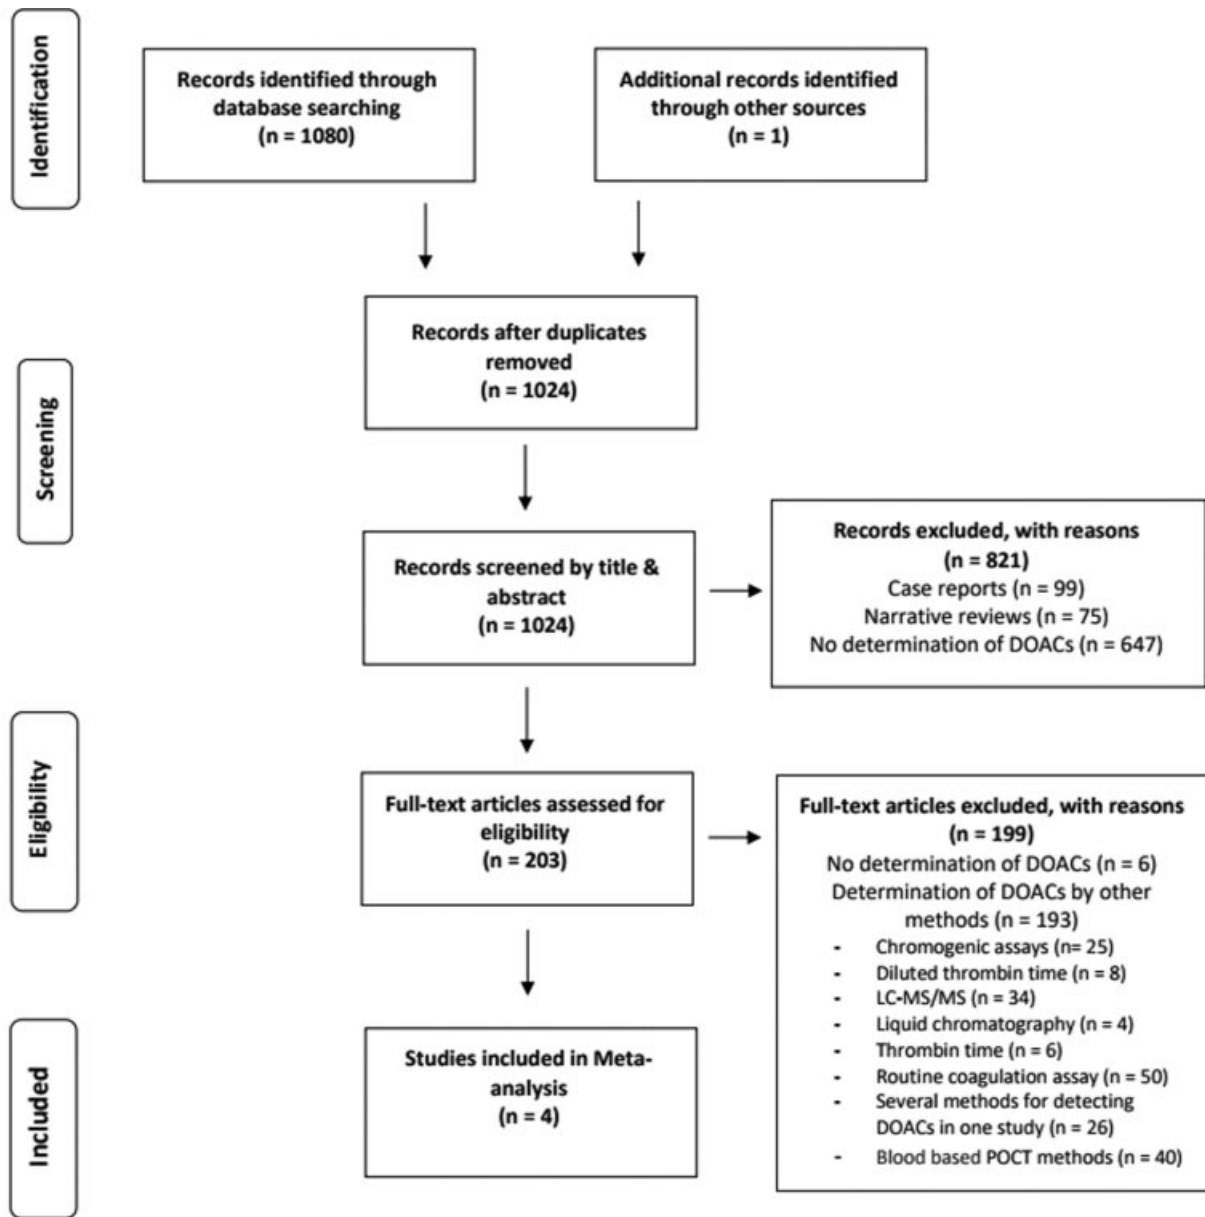 Identification
Records identified through
database searching
(n = 1080)
Additional records identified
through other sources
(n = 1)
Screening
Records after duplicates
removed
(n = 1024)
Records screened by title &
abstract
(n = 1024)
Records excluded, with reasons
(n = 821)
Case reports (n = 99)
Narrative reviews (n = 75)
No determination of DOACs (n = 647)
Eligibility
Full-text articles assessed for
eligibility
(n = 203)
Full-text articles excluded, with reasons
(n = 199)
No determination of DOACs (n = 6)
Determination of DOACs by other
methods (n = 193)
- Chromogenic assays (n= 25)
- Diluted thrombin time (n = 8)
- LC-MS/MS (n = 34)
- Liquid chromatography (n = 4)
- Thrombin time (n = 6)
- Routine coagulation assay (n = 50)
- Several methods for detecting
DOACs in one study (n = 26)
- Blood based POCT methods (n = 40)
Included
Studies included in Meta-
analysis
(n = 4)